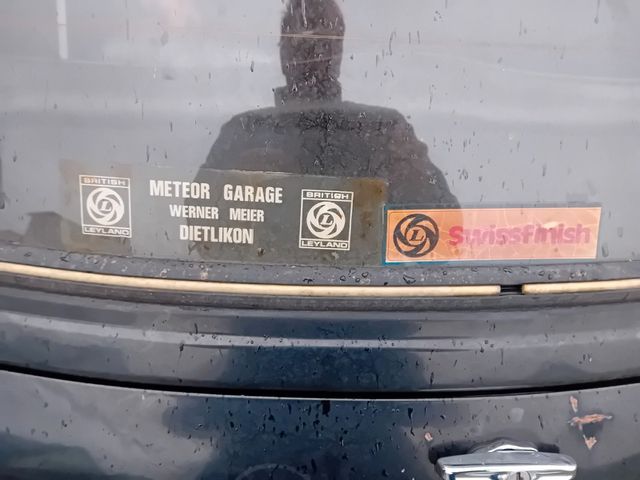 BRITISH
L
LEYLAND
METEOR GARAGE
WERNER MEIER
DIETLIKON
BRITISH
L
LEYLAND
L Swissfinish